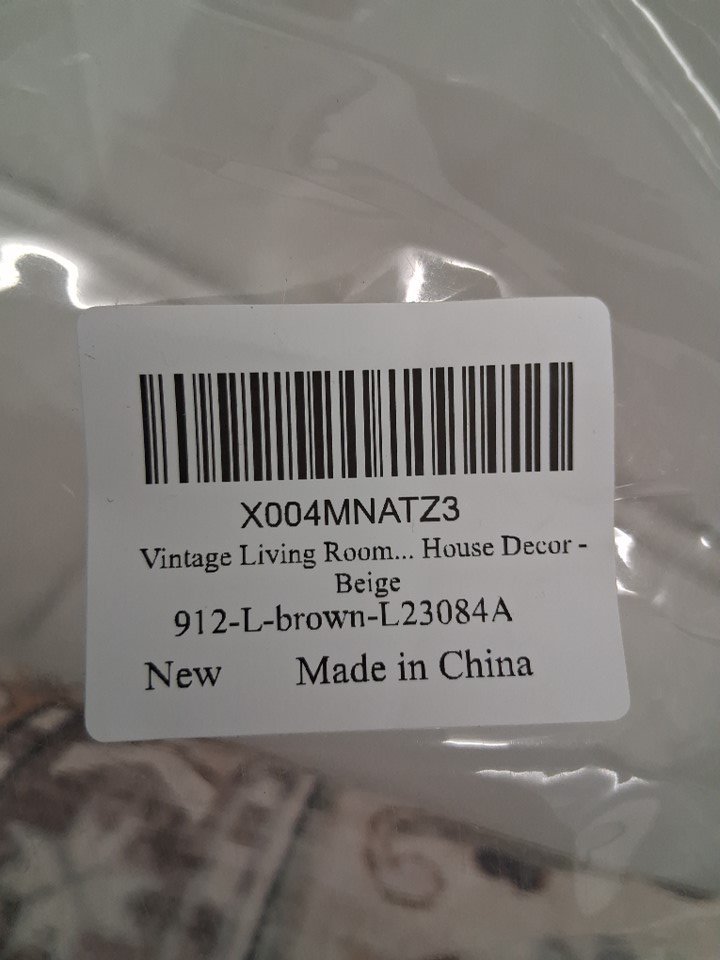 X004MNATZ3
Vintage Living Room... House Decor -
Beige
912-L-brown-L23084A
New Made in China